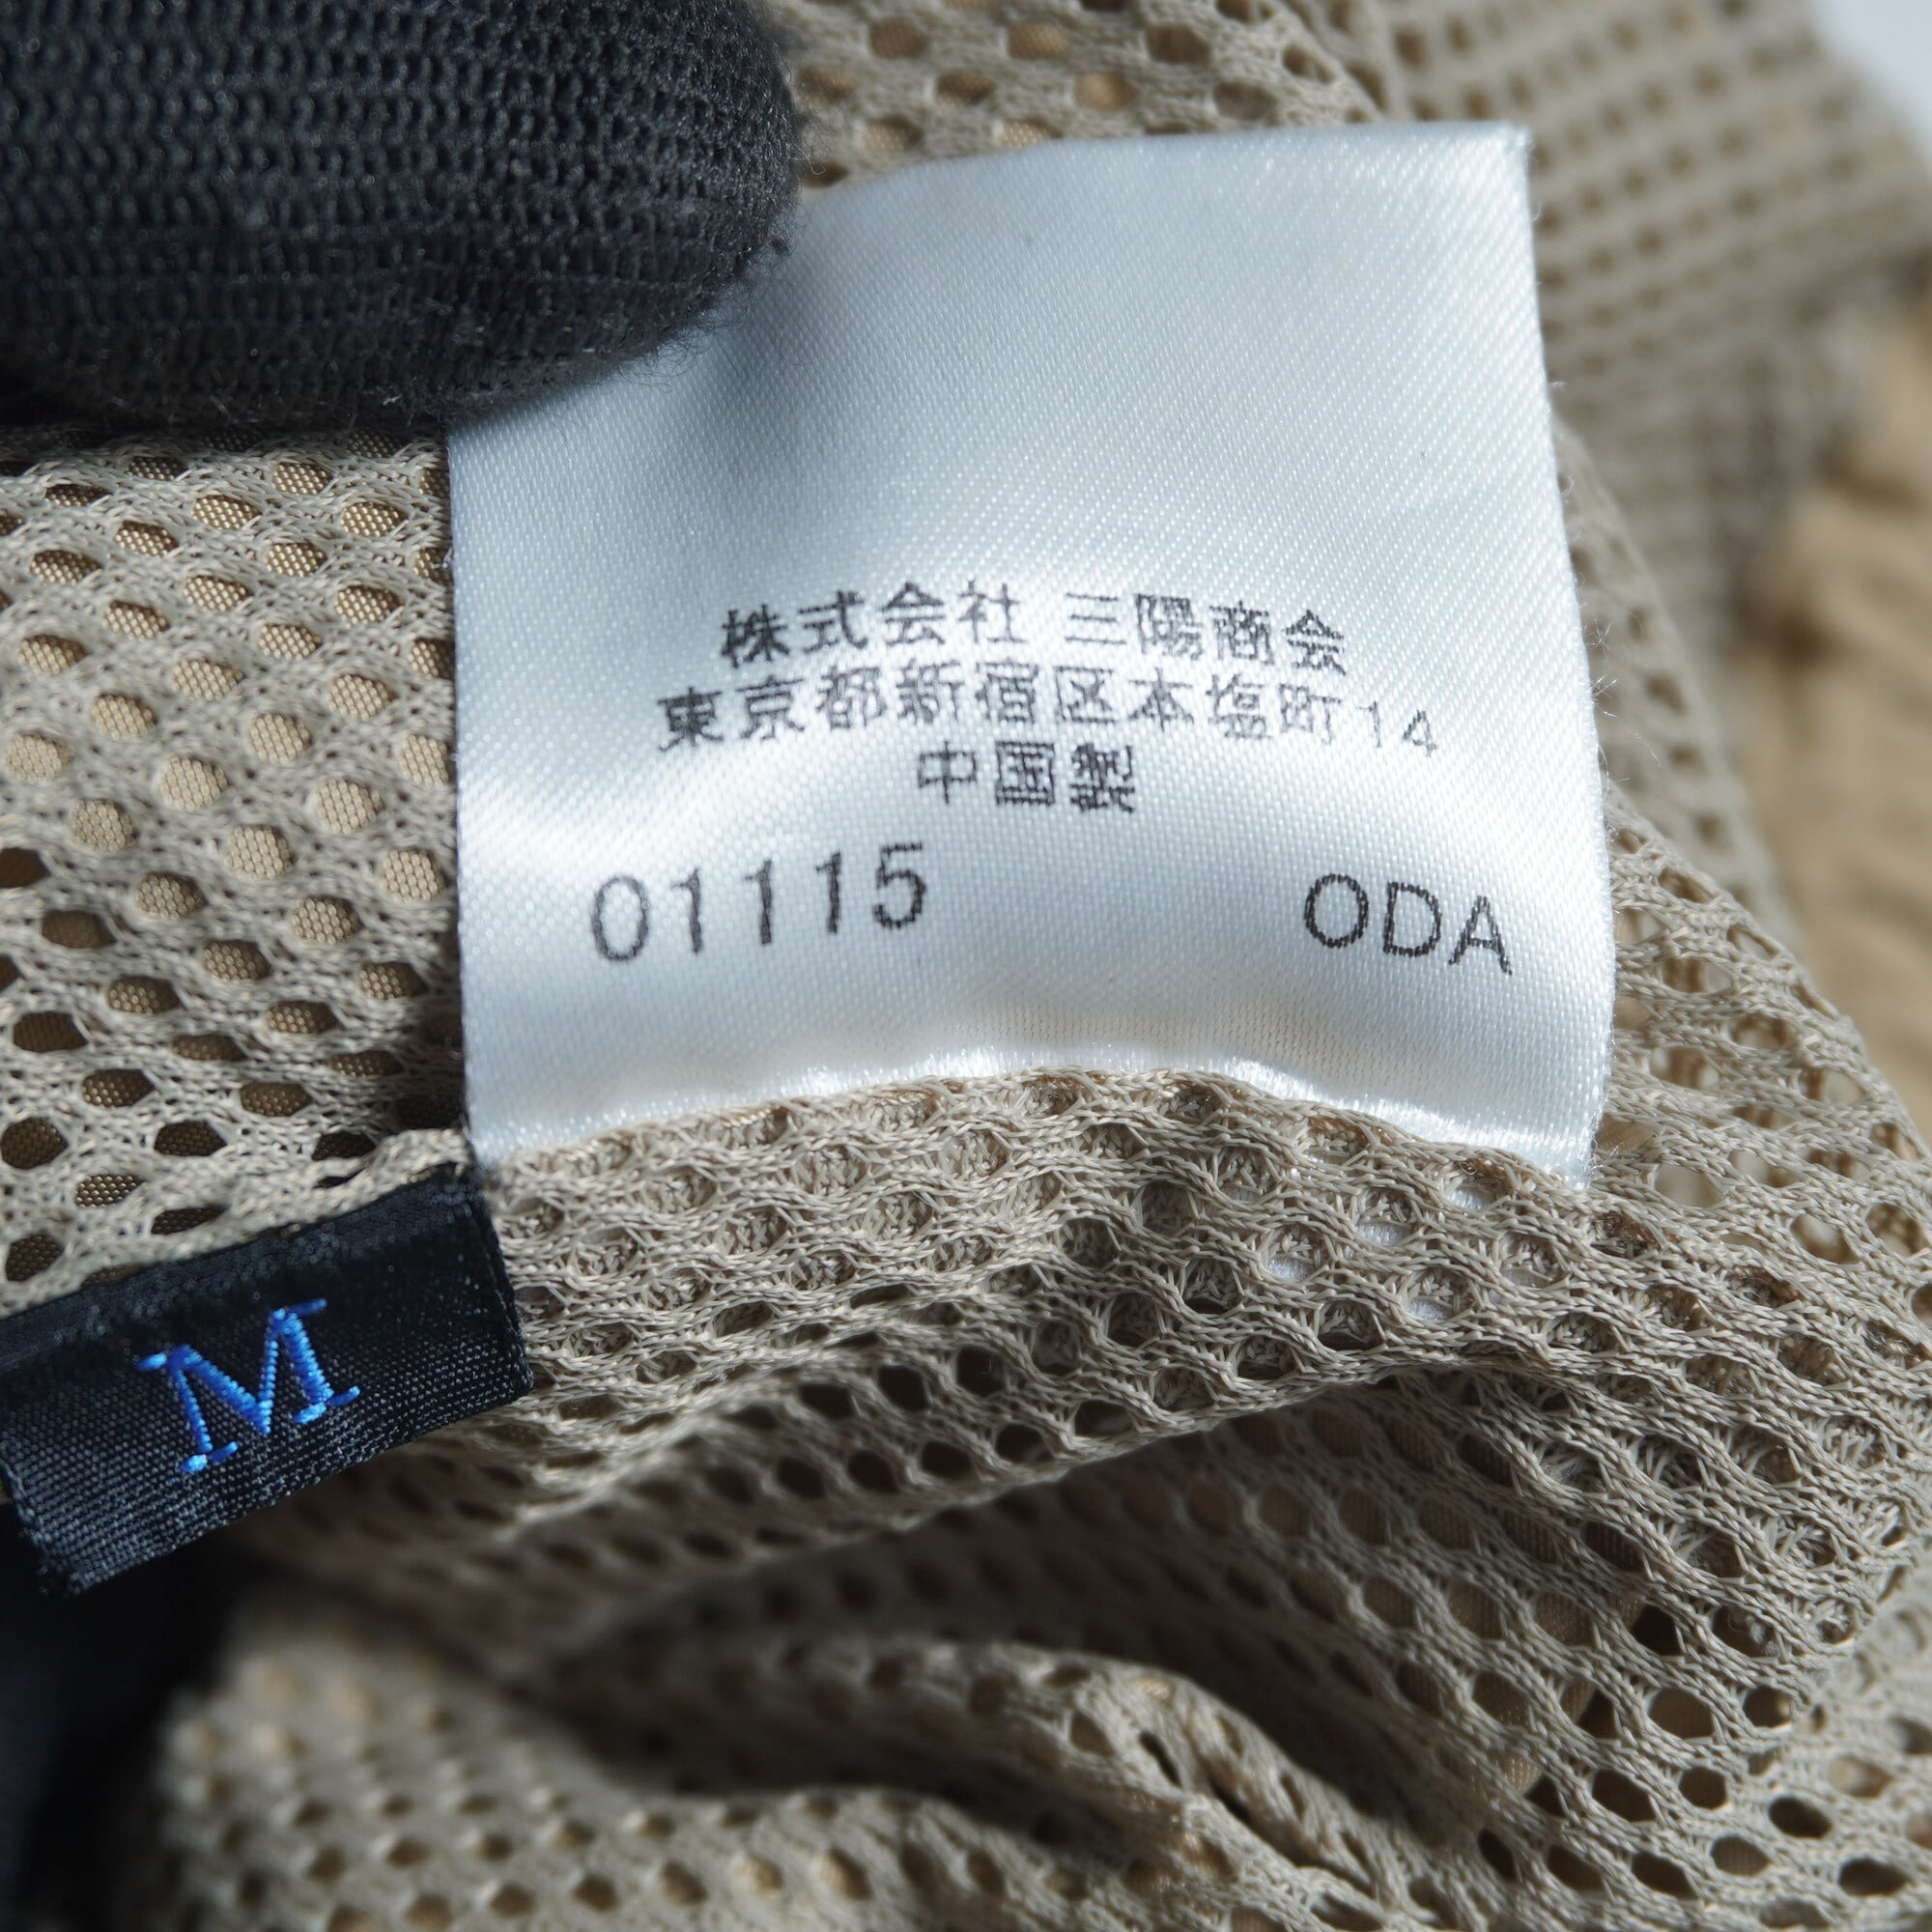 株式会社 三陽商会
東京都新宿区本塩町14
中国製
01115 ODA
M